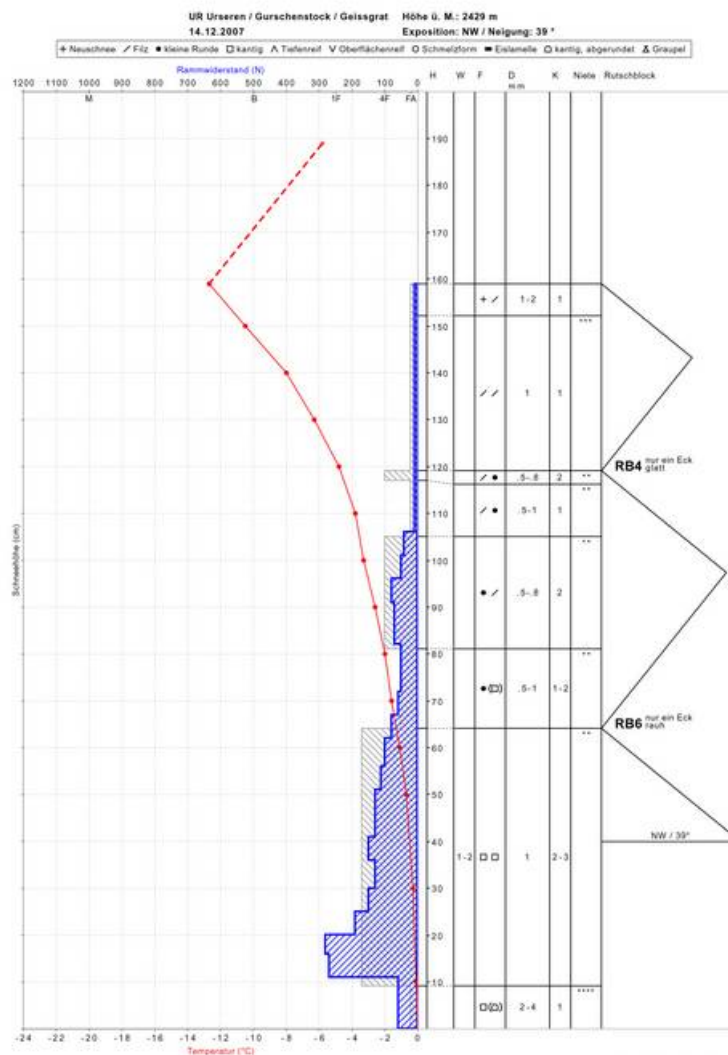 UR Urseren / Gurschenstock / Geissgrat Höhe ü. M.: 2429 m
14.12.2007 Exposition: NW / Neigung: 39 °
+ Neuschnee ∕ Filz ● kleine Runde □ kantig Λ Tiefenreif V Oberflächenreif O Schmelzform ▬ Eislamelle kantig, abgerundet Graupel
Rammwiderstand (N)
1200 1100 1000 900 800 700 600 500 400 300 200 100 0 H W F D K Niete Rutschblock
mm
M B 1F 4F FA
190
180
170
160
+ ∕ 1-2 1
150
***
140
∕ ∕ 1 1
130
120
RB4 nur ein Eck
glatt
∕ ● .5-.8 2 **
**
110
∕ ● .5-1 1
100
**
90
● ∕ .5-.8 2
80
**
70
● (□) .5-1 1-2
RB6 nur ein Eck
rauh
60
**
50
40
NW / 39°
1-2 □ □ 1 2-3
30
20
10
****
2-4 1
Schneehöhe (cm)
-24 -22 -20 -18 -16 -14 -12 -10 -8 -6 -4 -2 0
Temperatur (°C)